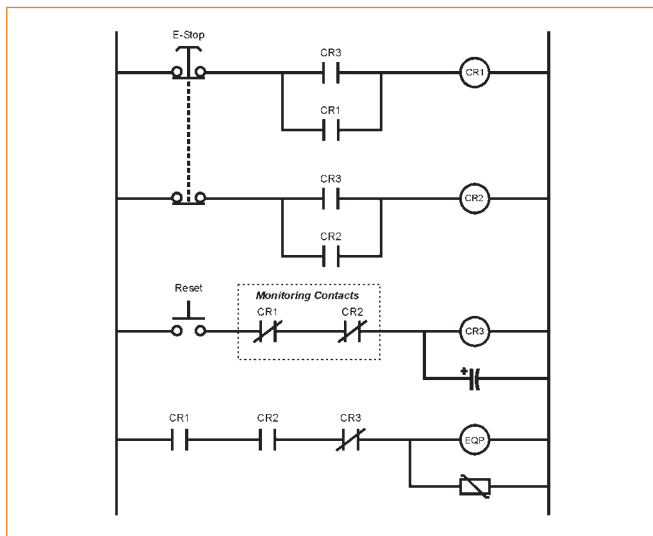 E-Stop
CR3
CR1
CR1
CR3
CR2
CR2
Reset
Monitoring Contacts
CR1
CR2
CR3
+
CR1
CR2
CR3
EQP